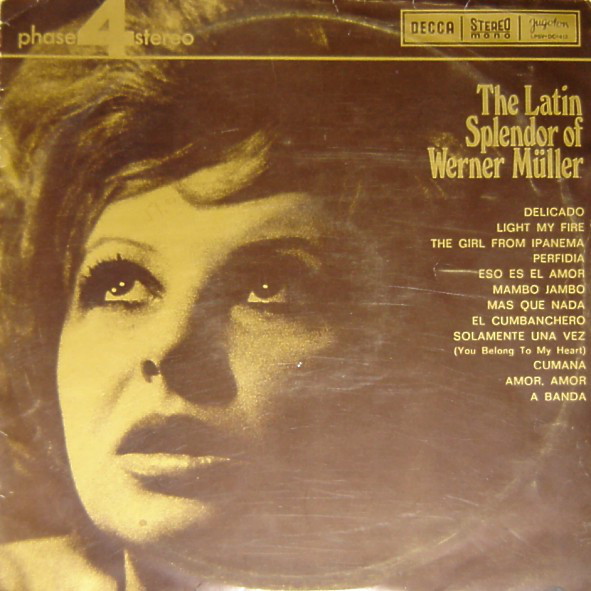 phase 4 stereo
DECCA
STEREO
mono
jugoton
The Latin
Splendor of
Werner Müller
DELICADO
LIGHT MY FIRE
THE GIRL FROM IPANEMA
PERFIDIA
ESO ES EL AMOR
MAMBO JAMBO
MAS QUE NADA
EL CUMBANCHERO
SOLAMENTE UNA VEZ
(You Belong To My Heart)
CUMANA
AMOR, AMOR
A BANDA